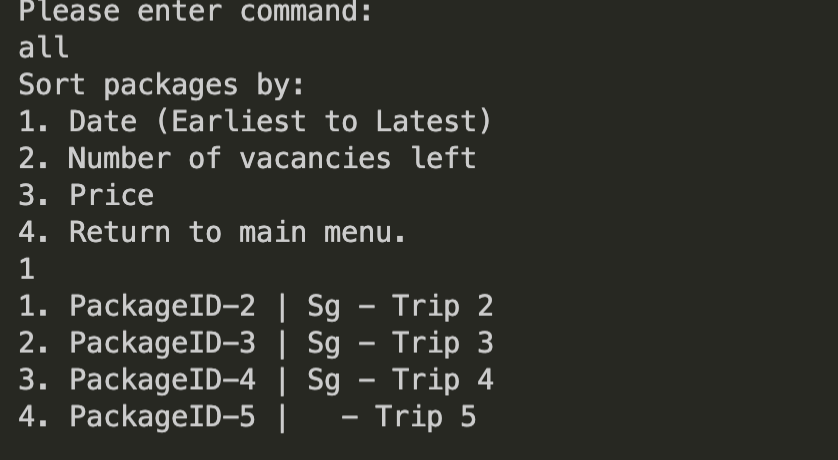 Please enter command:
all
Sort packages by:
1. Date (Earliest to Latest)
2. Number of vacancies left
3. Price
4. Return to main menu.
1
1. PackageID-2 | Sg - Trip 2
2. PackageID-3 | Sg - Trip 3
3. PackageID-4 | Sg - Trip 4
4. PackageID-5 |   - Trip 5